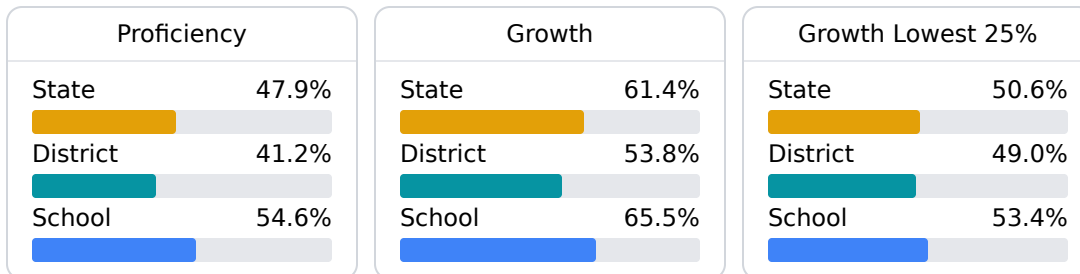 Proficiency
State 47.9%
District 41.2%
School 54.6%
Growth
State 61.4%
District 53.8%
School 65.5%
Growth Lowest 25%
State 50.6%
District 49.0%
School 53.4%